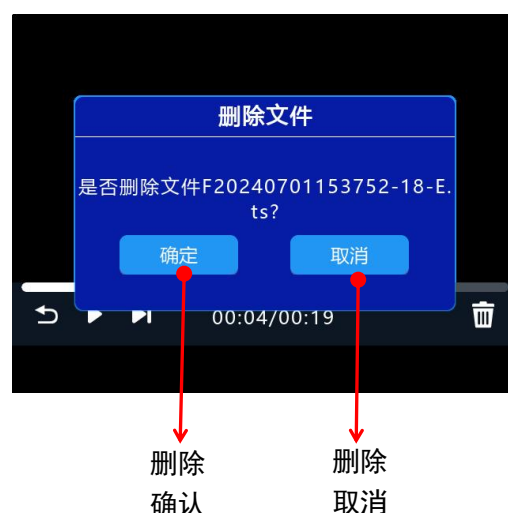 删除文件
是否删除文件F20240701153752-18-E.
ts?
确定 取消
00:04/00:19
删除 删除
确认 取消